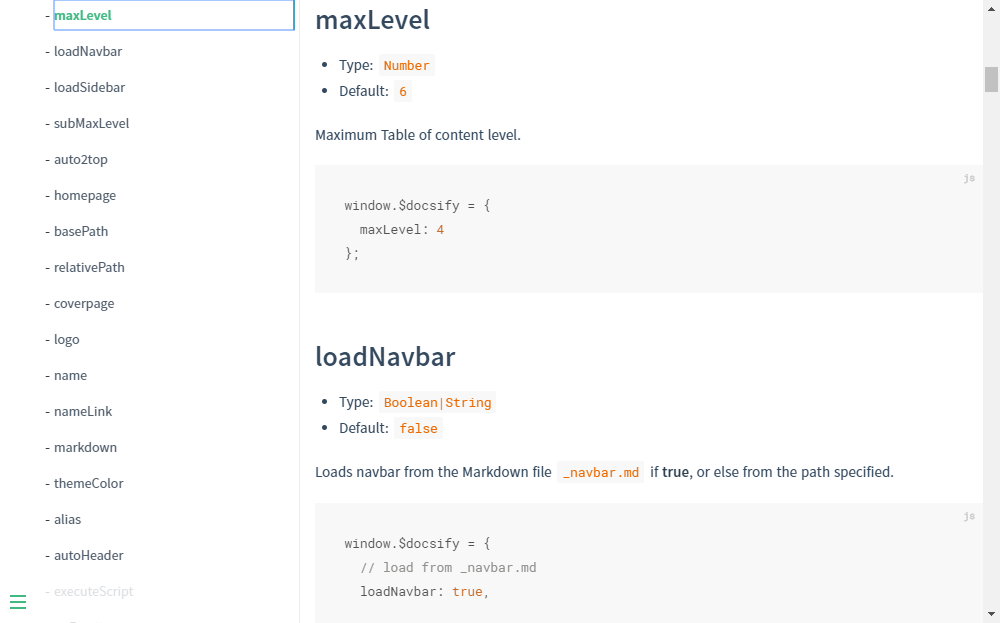 - maxLevel
- loadNavbar
- loadSidebar
- subMaxLevel
- auto2top
- homepage
- basePath
- relativePath
- coverpage
- logo
- name
- nameLink
- markdown
- themeColor
- alias
- autoHeader
- executeScript
maxLevel
• Type: Number
• Default: 6
Maximum Table of content level.
js
window.$docsify = {
maxLevel: 4
};
loadNavbar
• Type: Boolean|String
• Default: false
Loads navbar from the Markdown file _navbar.md if true, or else from the path specified.
js
window.$docsify = {
// load from _navbar.md
loadNavbar: true,